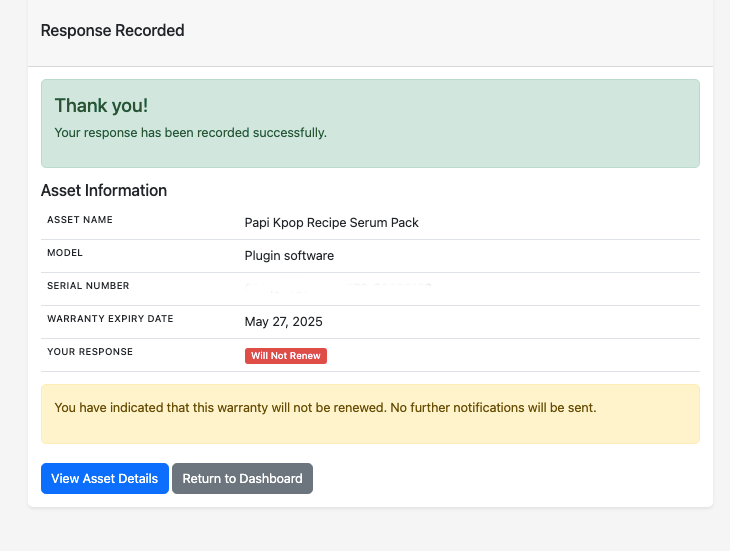 Response Recorded
Thank you!
Your response has been recorded successfully.
Asset Information
ASSET NAME Papi Kpop Recipe Serum Pack
MODEL Plugin software
SERIAL NUMBER
WARRANTY EXPIRY DATE May 27, 2025
YOUR RESPONSE Will Not Renew
You have indicated that this warranty will not be renewed. No further notifications will be sent.
View Asset Details Return to Dashboard